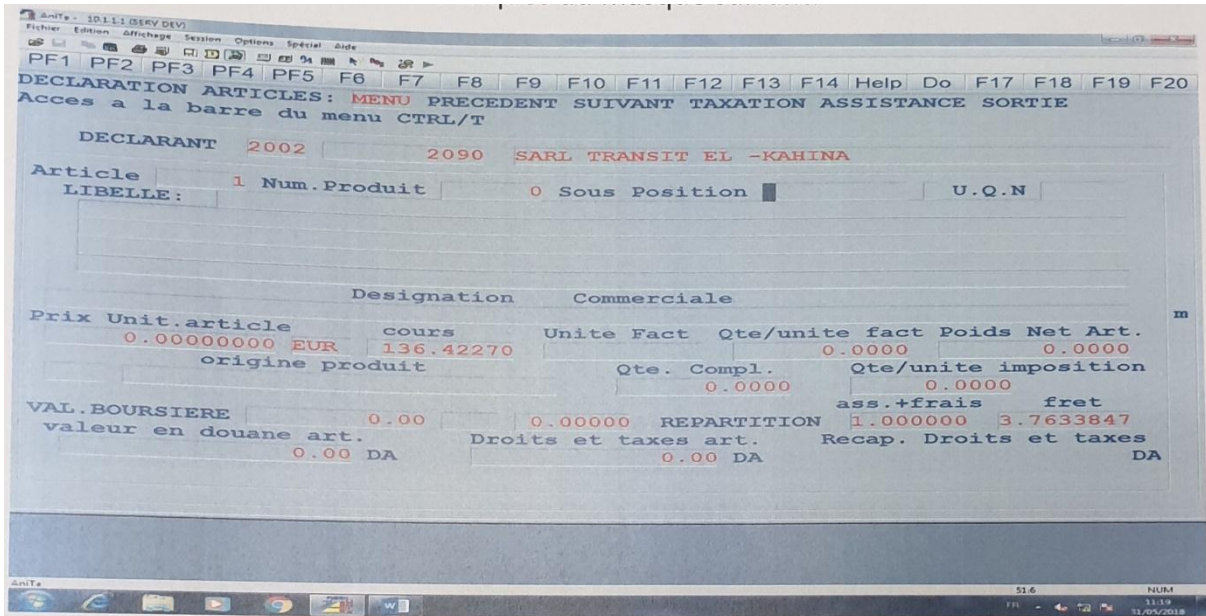 AniTa - 10.1.1.1 (SERV DEV)
Fichier Edition Affichage Session Options Spécial Aide
PF1 PF2 PF3 PF4 PF5 F6 F7 F8 F9 F10 F11 F12 F13 F14 Help Do F17 F18 F19 F20
DECLARATION ARTICLES: MENU PRECEDENT SUIVANT TAXATION ASSISTANCE SORTIE
Acces a la barre du menu CTRL/T
DECLARANT 2002 2090 SARL TRANSIT EL -KAHINA
Article 1 Num.Produit 0 Sous Position U.Q.N
LIBELLE:
Designation Commerciale
m
Prix Unit.article cours Unite Fact Qte/unite fact Poids Net Art.
0.00000000 EUR 136.42270 0.0000 0.0000
origine produit Qte. Compl. Qte/unite imposition
0.0000 0.0000
ass.+frais fret
VAL.BOURSIERE 0.00 0.00000 REPARTITION 1.000000 3.7633847
valeur en douane art. Droits et taxes art. Recap. Droits et taxes
0.00 DA 0.00 DA DA
AniTa 51.6 NUM
FR 11:19
31/05/2018